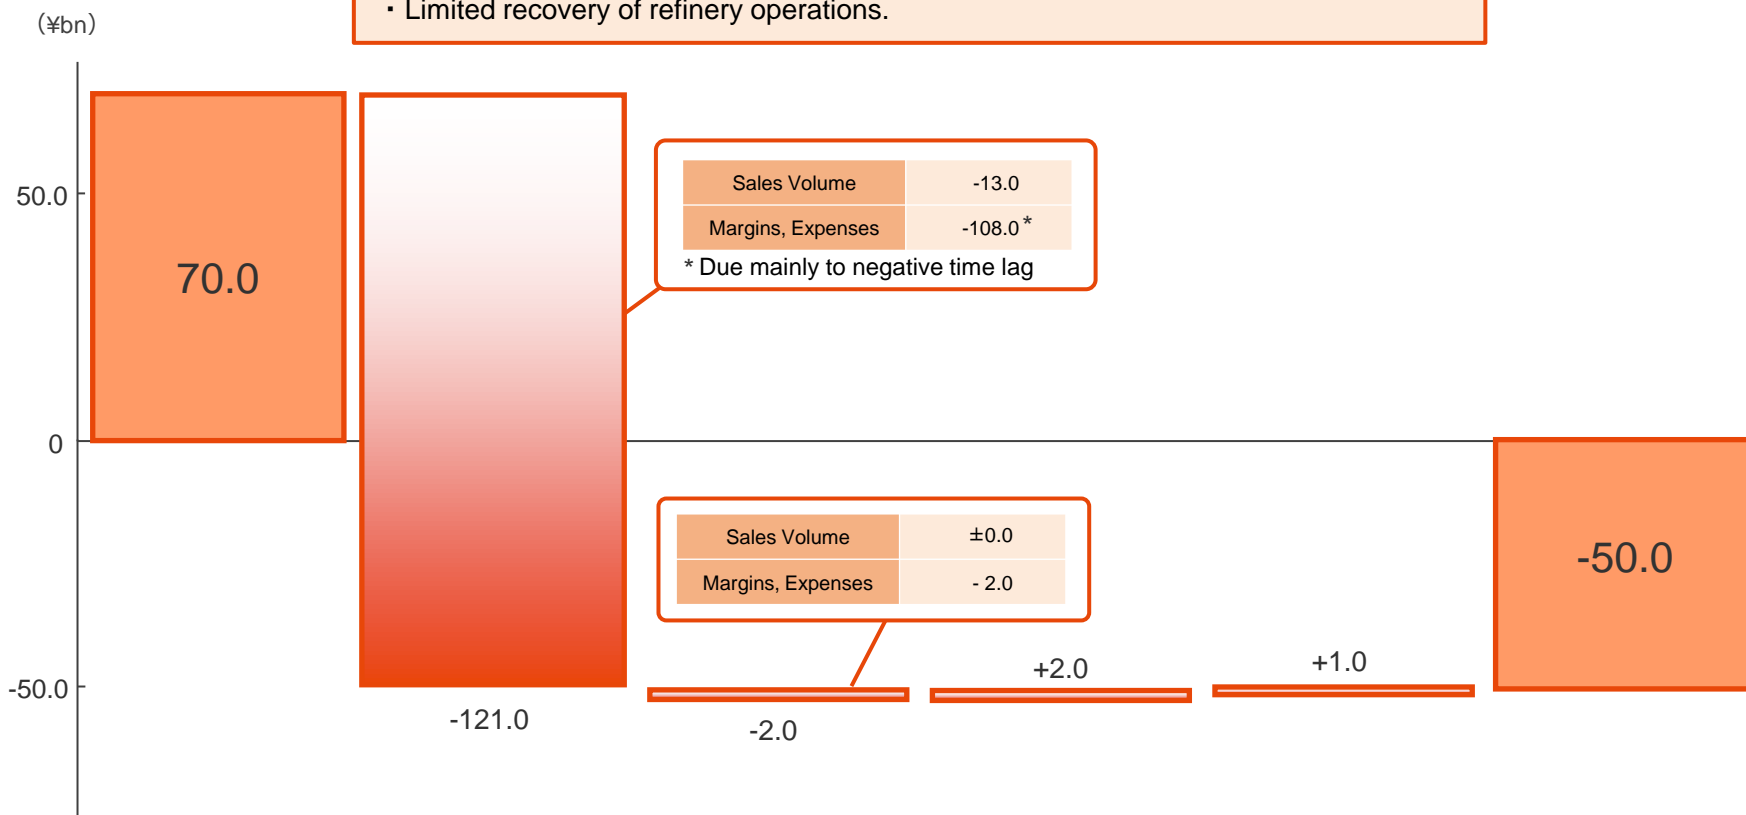 ・Limited recovery of refinery operations.
(¥bn)
50.0
0
-50.0
70.0
-121.0
Sales Volume -13.0
Margins, Expenses -108.0*
* Due mainly to negative time lag
Sales Volume ±0.0
Margins, Expenses - 2.0
-2.0
+2.0
+1.0
-50.0